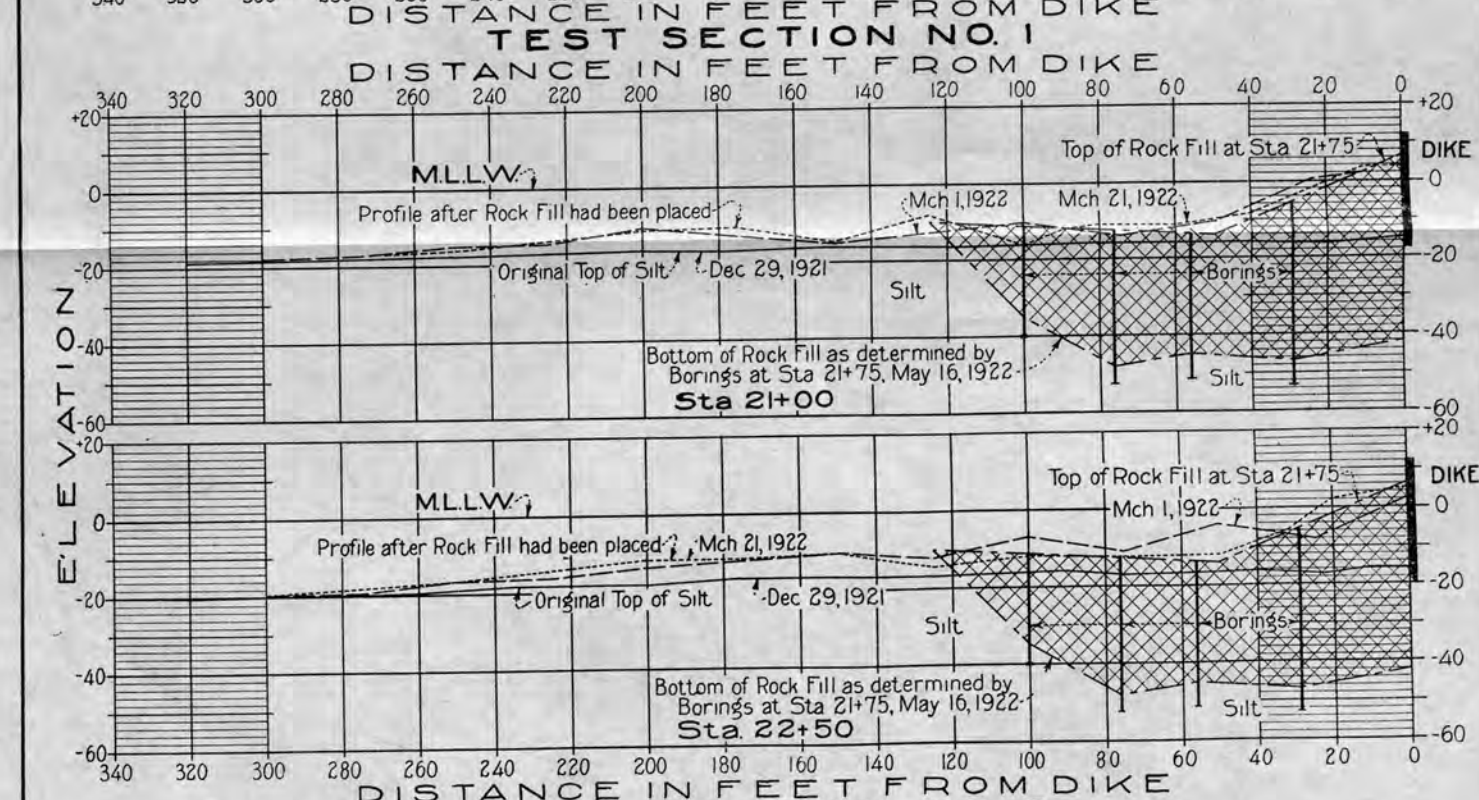 DISTANCE IN FEET FROM DIKE
TEST SECTION NO. 1
DISTANCE IN FEET FROM DIKE
340 320 300 280 260 240 220 200 180 160 140 120 100 80 60 40 20 0
+20 +20
Top of Rock Fill at Sta 21+75 DIKE
M.L.L.W.
0 0
Profile after Rock Fill had been placed Mch 1,1922 Mch 21,1922
-20 -20
Original Top of Silt Dec 29,1921 Borings
Silt
-40 -40
Bottom of Rock Fill as determined by
Borings at Sta 21+75, May 16,1922 Silt
Sta 21+00
-60 -60
ELEVATION
+20 +20
Top of Rock Fill at Sta 21+75 DIKE
M.L.L.W. Mch 1,1922
0 0
Profile after Rock Fill had been placed Mch 21,1922
-20 -20
Original Top of Silt Dec 29,1921
Silt Borings
-40 -40
Bottom of Rock Fill as determined by
Borings at Sta 21+75, May 16,1922 Silt
Sta. 22+50
-60 -60
340 320 300 280 260 240 220 200 180 160 140 120 100 80 60 40 20 0
DISTANCE IN FEET FROM DIKE